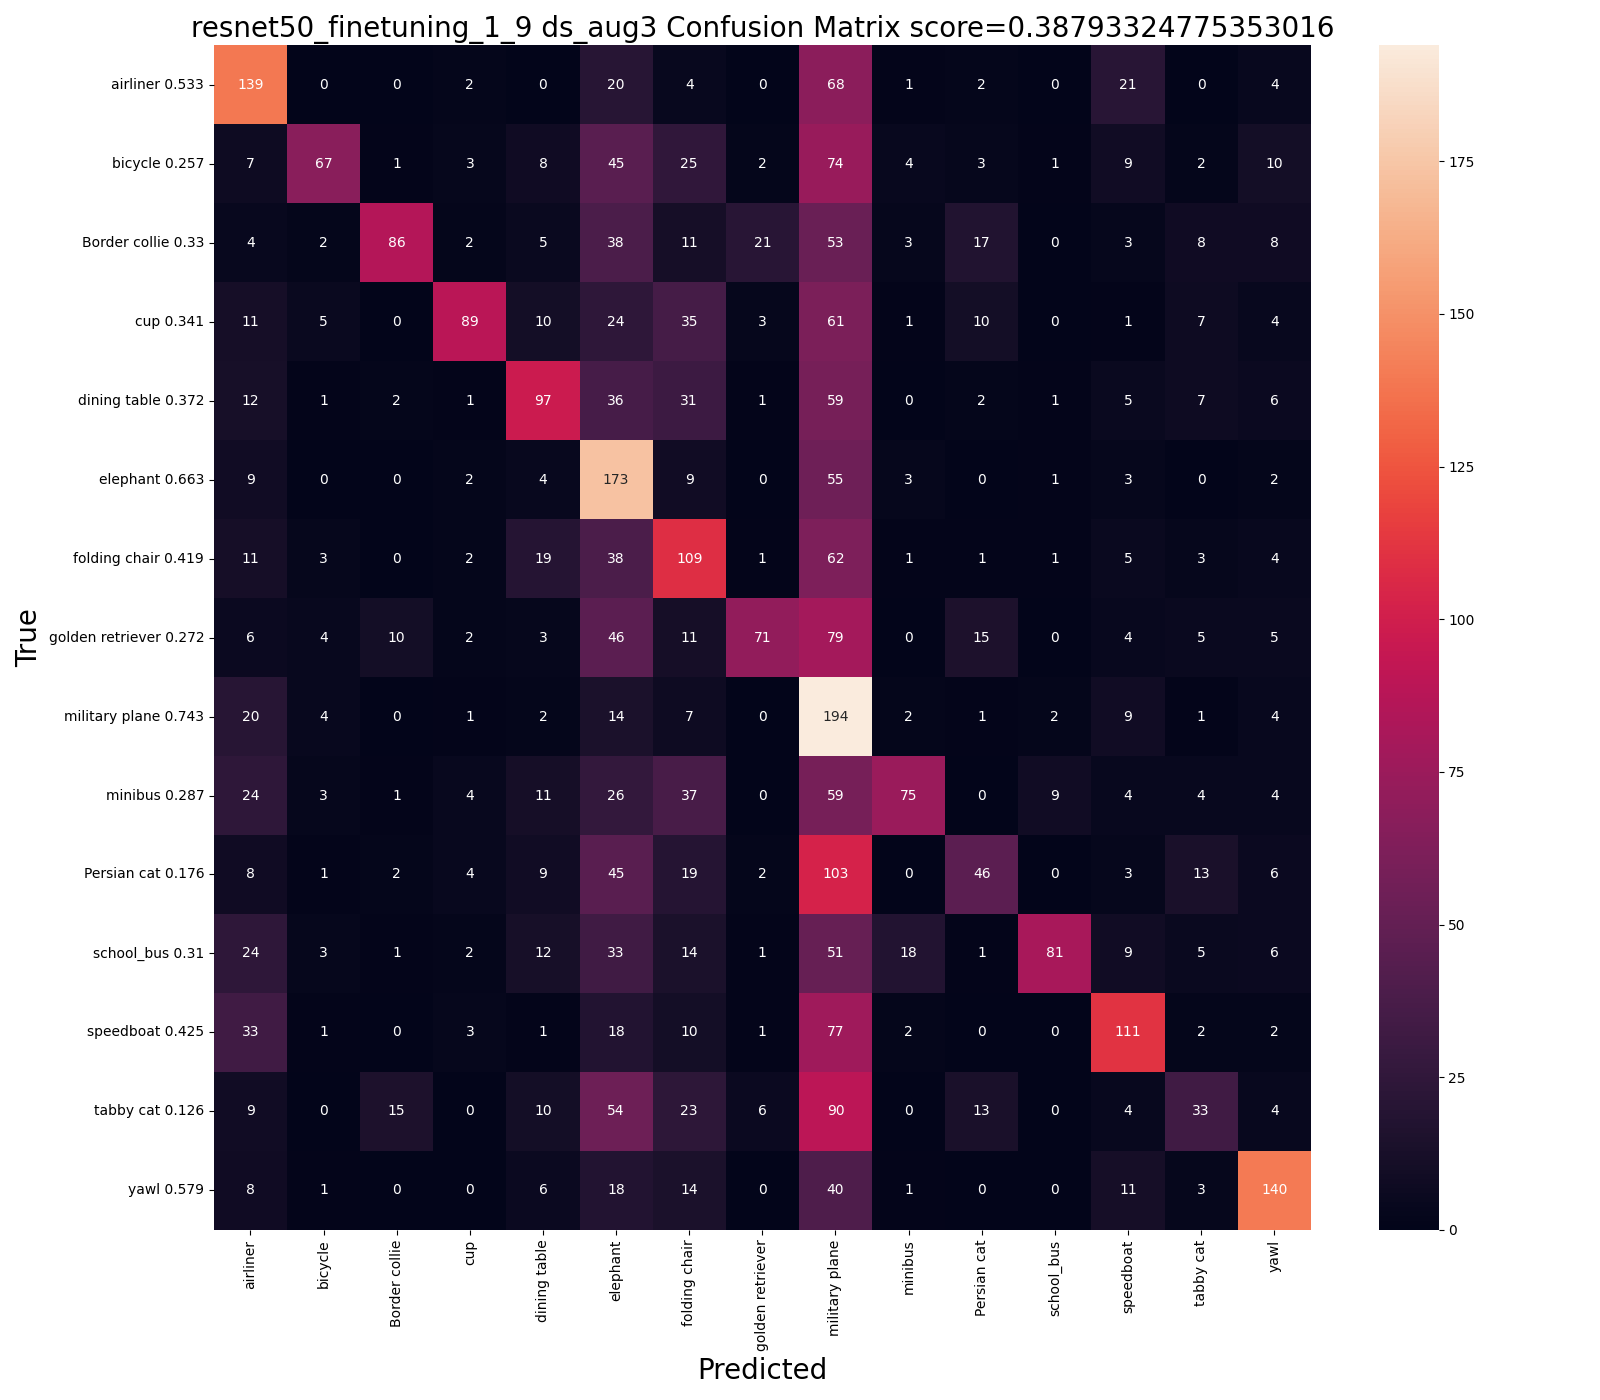 resnet50_finetuning_1_9 ds_aug3 Confusion Matrix score=0.38793324775353016
airliner 0.533 139 0 0 2 0 20 4 0 68 1 2 0 21 0 4
bicycle 0.257 7 67 1 3 8 45 25 2 74 4 3 1 9 2 10
Border collie 0.33 4 2 86 2 5 38 11 21 53 3 17 0 3 8 8
cup 0.341 11 5 0 89 10 24 35 3 61 1 10 0 1 7 4
dining table 0.372 12 1 2 1 97 36 31 1 59 0 2 1 5 7 6
elephant 0.663 9 0 0 2 4 173 9 0 55 3 0 1 3 0 2
folding chair 0.419 11 3 0 2 19 38 109 1 62 1 1 1 5 3 4
golden retriever 0.272 6 4 10 2 3 46 11 71 79 0 15 0 4 5 5
military plane 0.743 20 4 0 1 2 14 7 0 194 2 1 2 9 1 4
minibus 0.287 24 3 1 4 11 26 37 0 59 75 0 9 4 4 4
Persian cat 0.176 8 1 2 4 9 45 19 2 103 0 46 0 3 13 6
school_bus 0.31 24 3 1 2 12 33 14 1 51 18 1 81 9 5 6
speedboat 0.425 33 1 0 3 1 18 10 1 77 2 0 0 111 2 2
tabby cat 0.126 9 0 15 0 10 54 23 6 90 0 13 0 4 33 4
yawl 0.579 8 1 0 0 6 18 14 0 40 1 0 0 11 3 140
True
airliner bicycle Border collie cup dining table elephant folding chair golden retriever military plane minibus Persian cat school_bus speedboat tabby cat yawl
Predicted
175
150
125
100
75
50
25
0